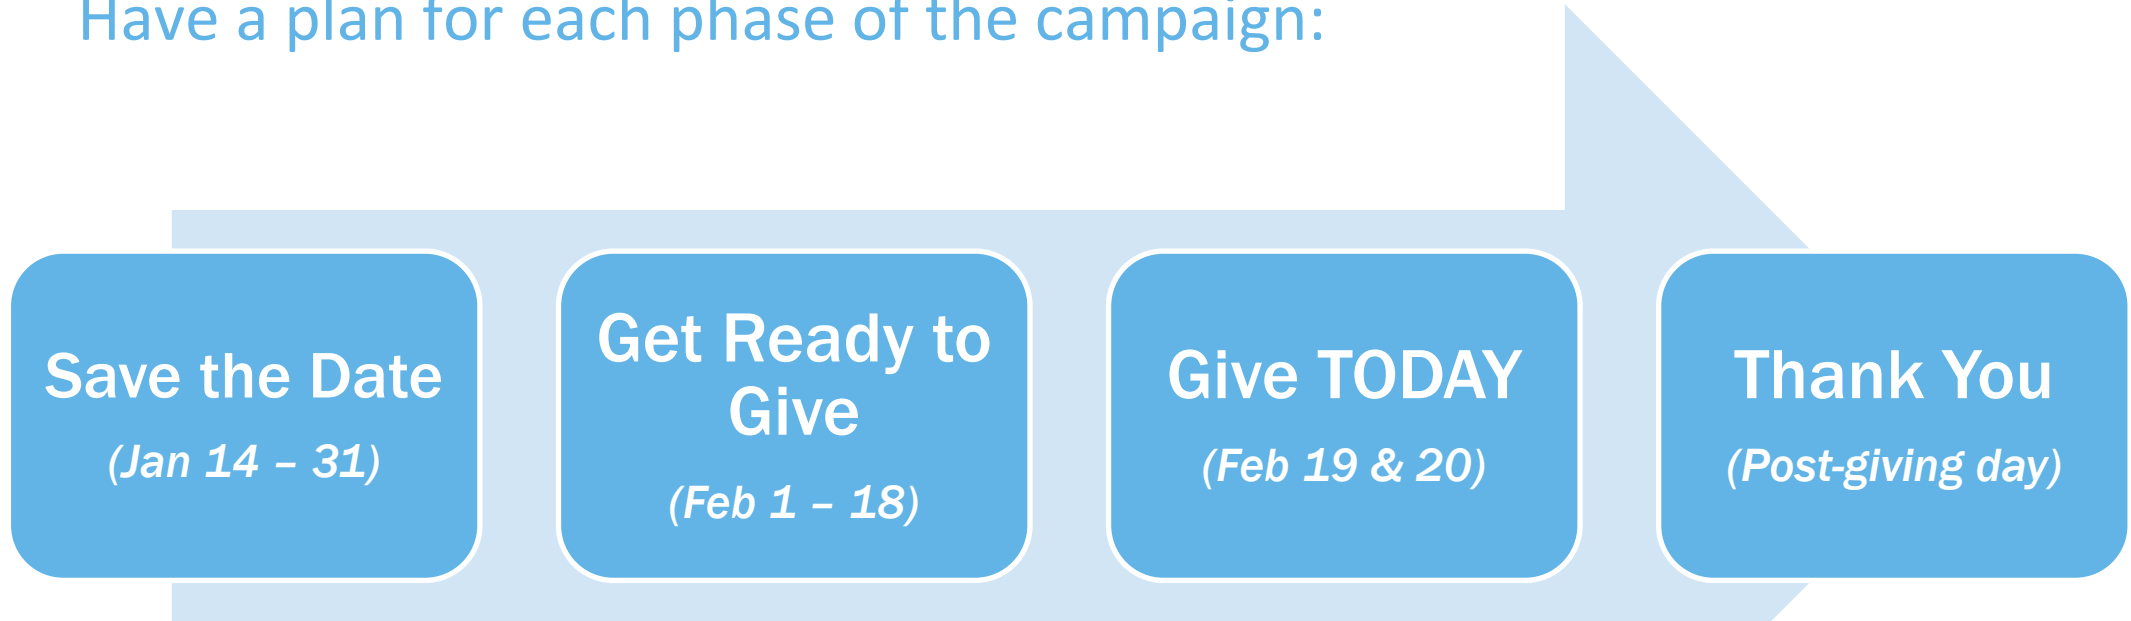 Have a plan for each phase of the campaign:
Save the Date
(Jan 14 – 31)
Get Ready to
Give
(Feb 1 – 18)
Give TODAY
(Feb 19 & 20)
Thank You
(Post-giving day)